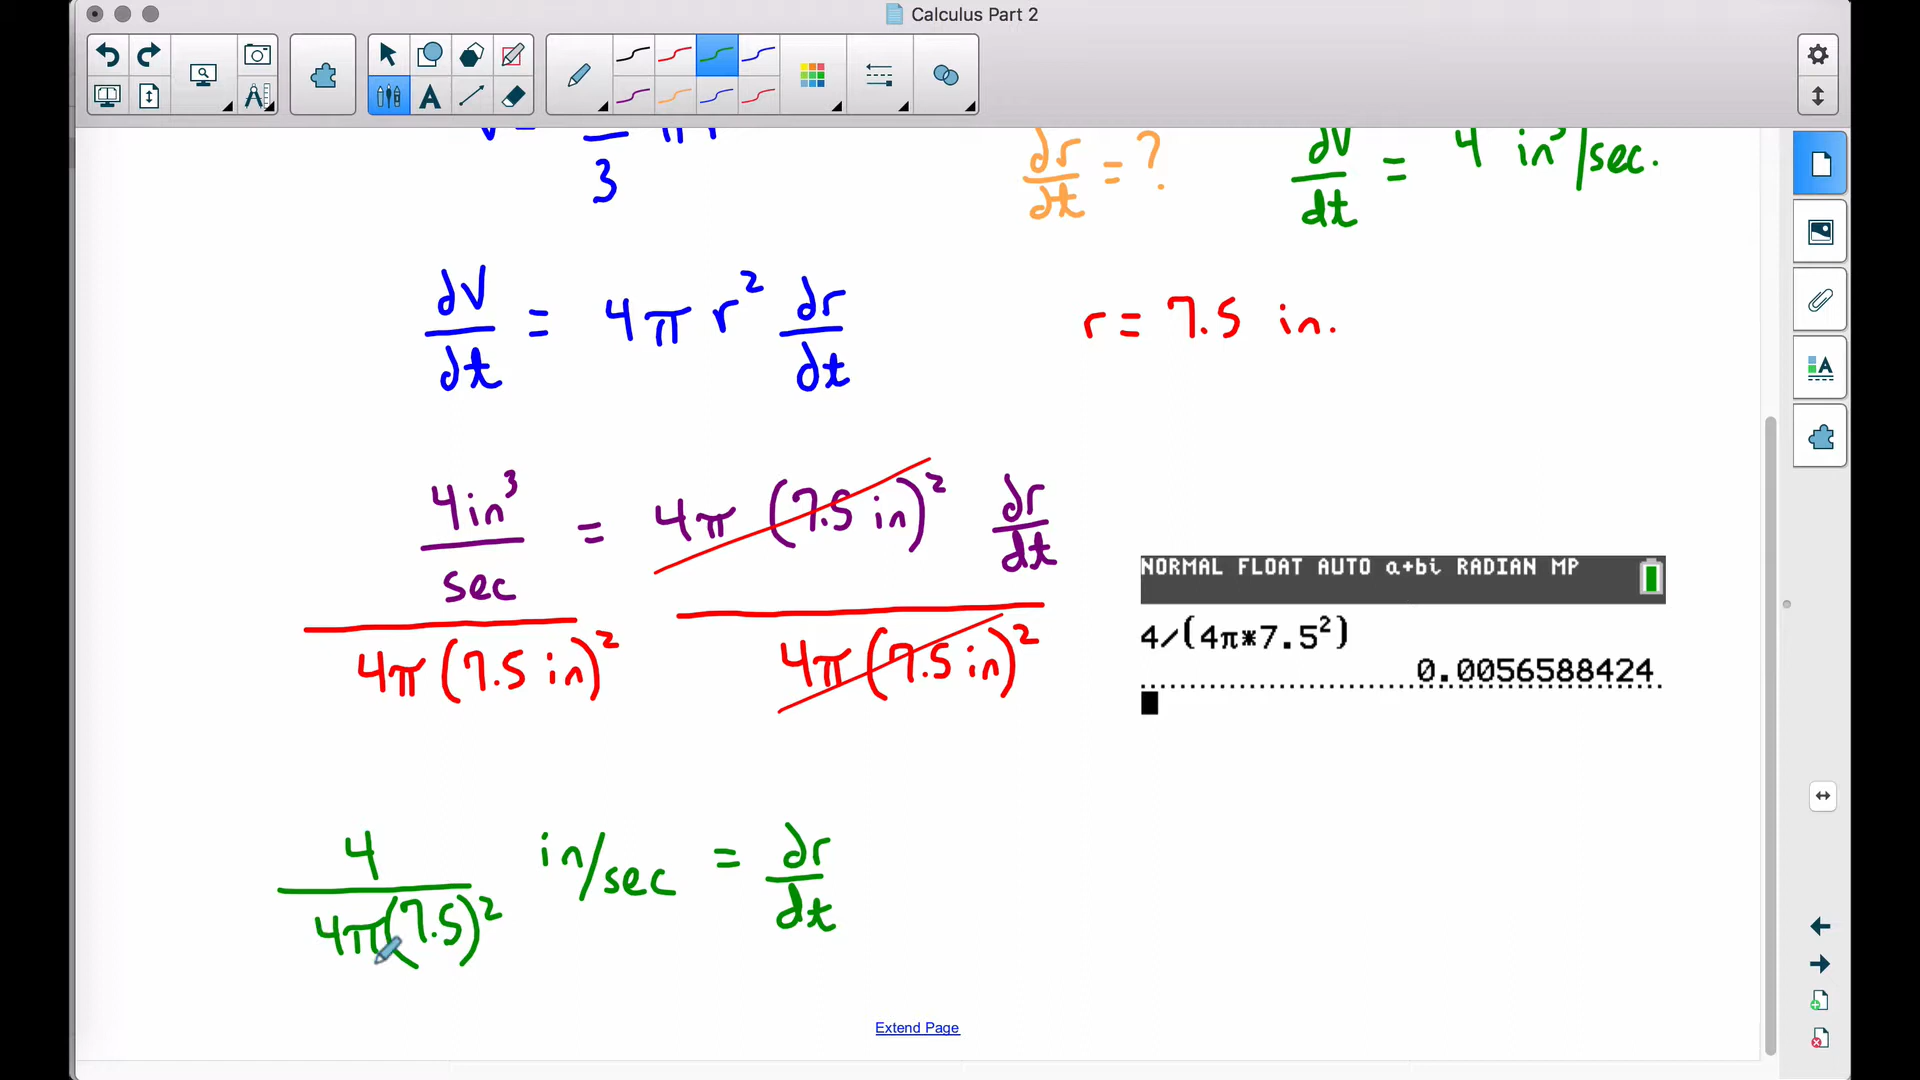 Calculus Part 2
V = — π r
3
dr/dt = ?
dV/dt = 4 in³/sec.
dV/dt = 4π r² dr/dt
r = 7.5 in.
4in³/sec = 4π (7.5 in)² dr/dt
4π(7.5 in)² 4π(7.5 in)²
NORMAL FLOAT AUTO a+bi RADIAN MP
4/(4π*7.5²)
0.0056588424
4/4π(7.5)² in/sec = dr/dt
Extend Page